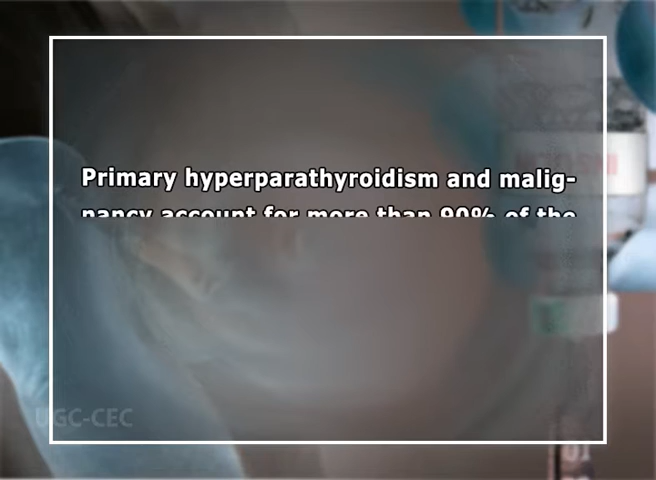 Primary hyperparathyroidism and malig-
nancy account for more than 90% of the
UGC-CEC